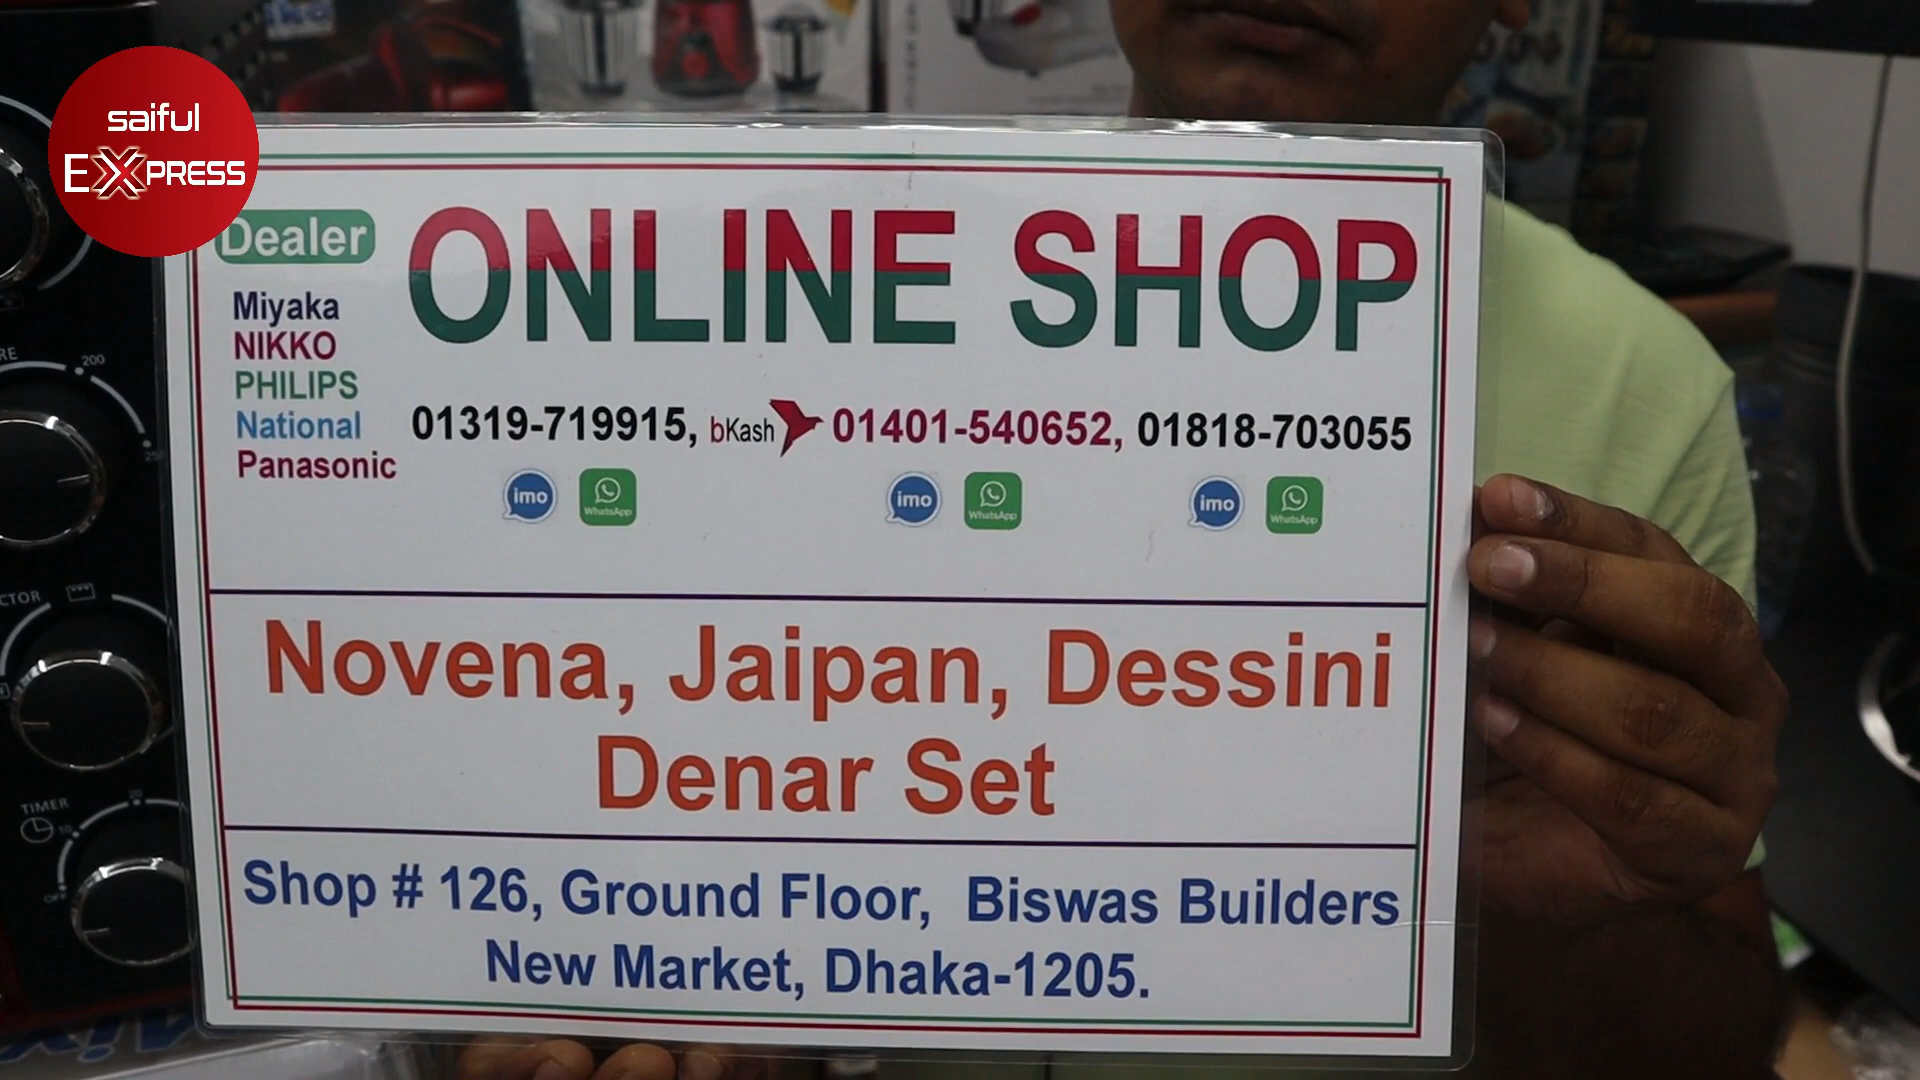 saiful
EXPRESS
Dealer
ONLINE SHOP
Miyaka
NIKKO
PHILIPS
National
Panasonic
01319-719915, bKash 01401-540652, 01818-703055
imo WhatsApp imo WhatsApp imo WhatsApp
Novena, Jaipan, Dessini
Denar Set
Shop # 126, Ground Floor, Biswas Builders
New Market, Dhaka-1205.
200
TIMER